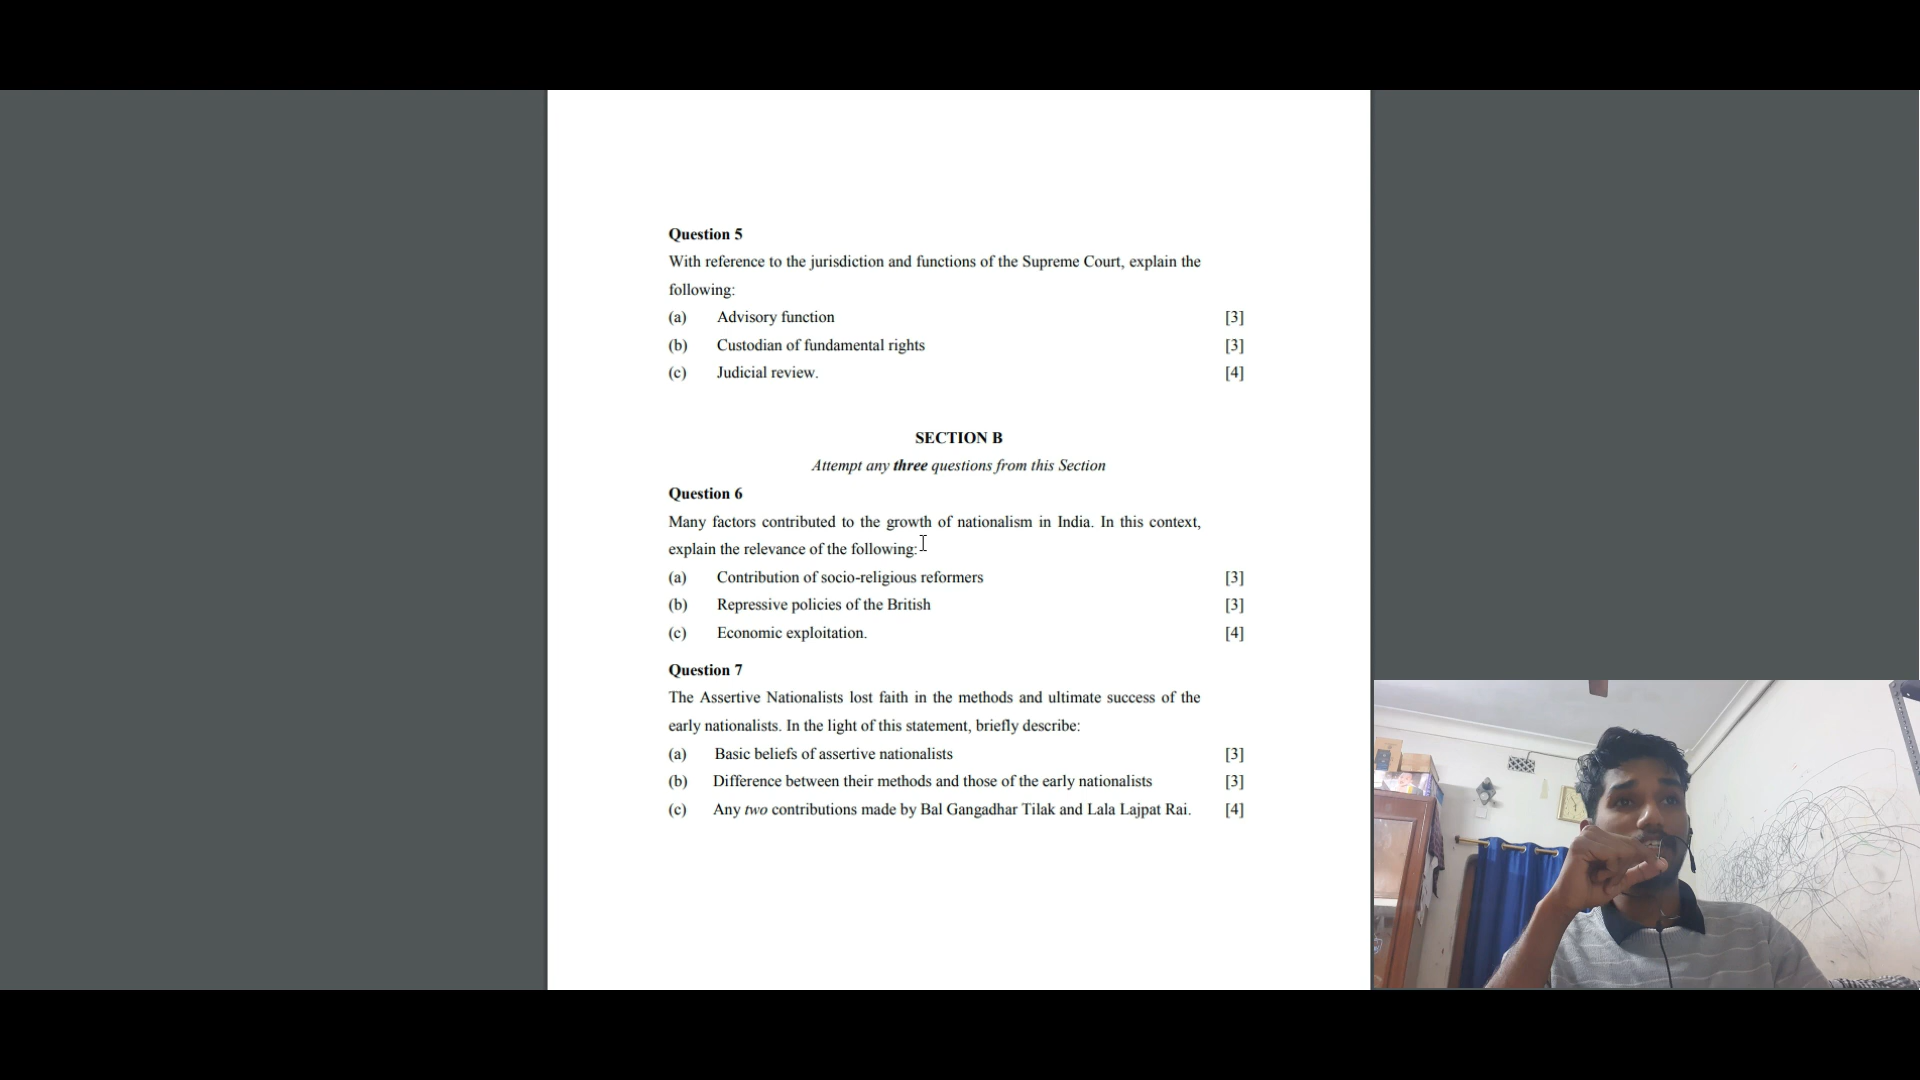 Question 5
With reference to the jurisdiction and functions of the Supreme Court, explain the
following:
(a) Advisory function [3]
(b) Custodian of fundamental rights [3]
(c) Judicial review. [4]
SECTION B
Attempt any three questions from this Section
Question 6
Many factors contributed to the growth of nationalism in India. In this context,
explain the relevance of the following:
(a) Contribution of socio-religious reformers [3]
(b) Repressive policies of the British [3]
(c) Economic exploitation. [4]
Question 7
The Assertive Nationalists lost faith in the methods and ultimate success of the
early nationalists. In the light of this statement, briefly describe:
(a) Basic beliefs of assertive nationalists [3]
(b) Difference between their methods and those of the early nationalists [3]
(c) Any two contributions made by Bal Gangadhar Tilak and Lala Lajpat Rai. [4]